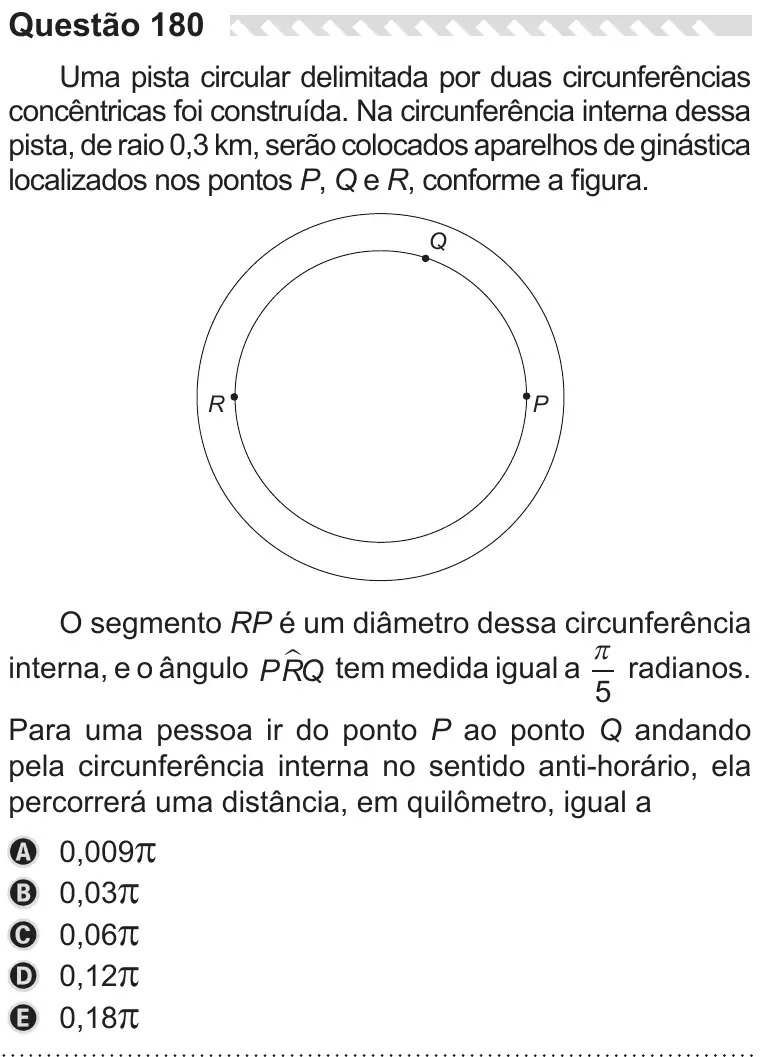 Questão 180
Uma pista circular delimitada por duas circunferências
concêntricas foi construída. Na circunferência interna dessa
pista, de raio 0,3 km, serão colocados aparelhos de ginástica
localizados nos pontos P, Q e R, conforme a figura.
Q
R
P
O segmento RP é um diâmetro dessa circunferência
interna, e o ângulo PR̂Q tem medida igual a π/5 radianos.
Para uma pessoa ir do ponto P ao ponto Q andando
pela circunferência interna no sentido anti-horário, ela
percorrerá uma distância, em quilômetro, igual a
A 0,009π
B 0,03π
C 0,06π
D 0,12π
E 0,18π